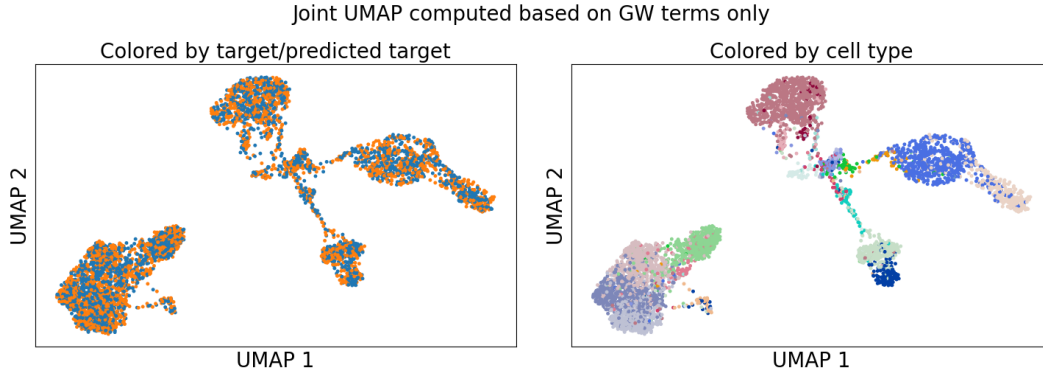 Joint UMAP computed based on GW terms only
Colored by target/predicted target
Colored by cell type
UMAP 2
UMAP 2
UMAP 1
UMAP 1